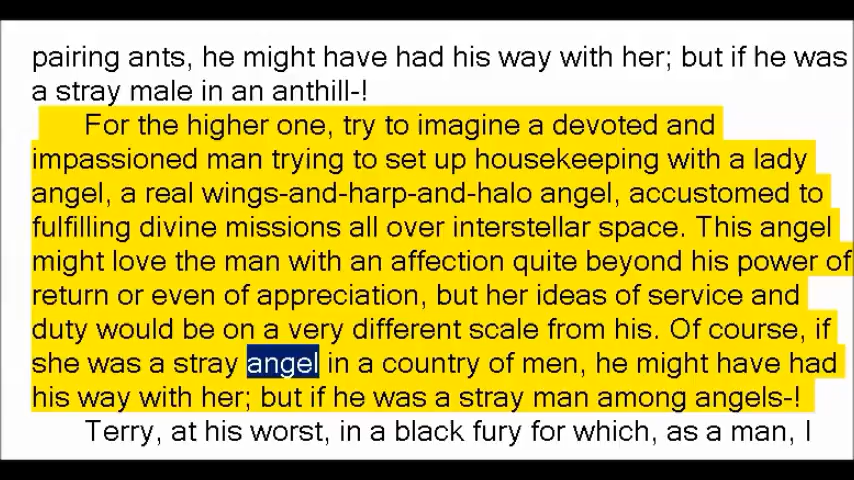 pairing ants, he might have had his way with her; but if he was
a stray male in an anthill-!
For the higher one, try to imagine a devoted and
impassioned man trying to set up housekeeping with a lady
angel, a real wings-and-harp-and-halo angel, accustomed to
fulfilling divine missions all over interstellar space. This angel
might love the man with an affection quite beyond his power of
return or even of appreciation, but her ideas of service and
duty would be on a very different scale from his. Of course, if
she was a stray angel in a country of men, he might have had
his way with her; but if he was a stray man among angels-!
Terry, at his worst, in a black fury for which, as a man, I